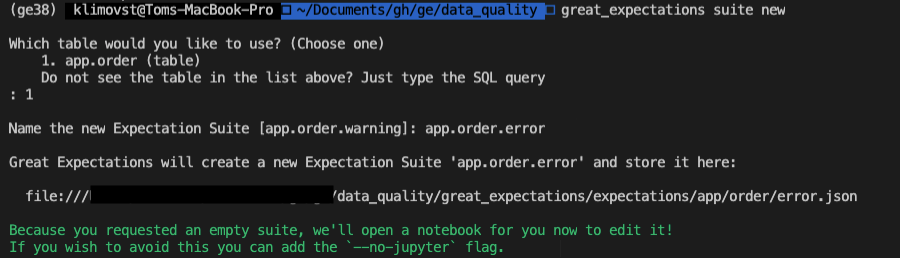 (ge38) klimovst@Toms-MacBook-Pro ~/Documents/gh/ge/data_quality great_expectations suite new
Which table would you like to use? (Choose one)
1. app.order (table)
Do not see the table in the list above? Just type the SQL query
: 1
Name the new Expectation Suite [app.order.warning]: app.order.error
Great Expectations will create a new Expectation Suite 'app.order.error' and store it here:
file:///data_quality/great_expectations/expectations/app/order/error.json
Because you requested an empty suite, we'll open a notebook for you now to edit it!
If you wish to avoid this you can add the `--no-jupyter` flag.